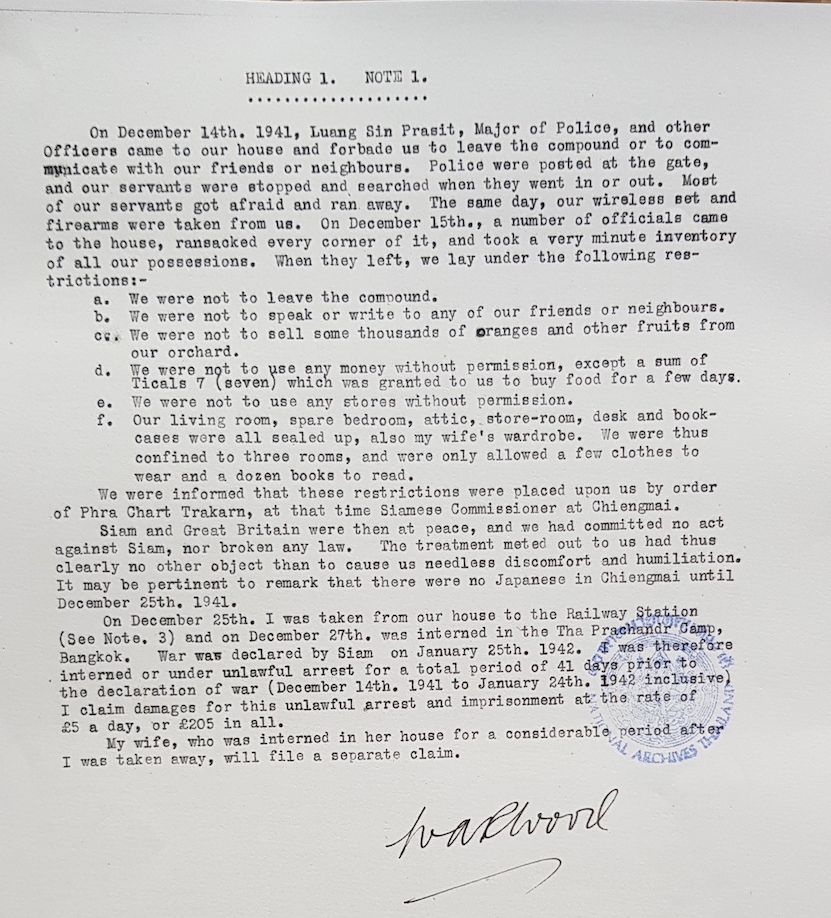 HEADING 1. NOTE 1.
....................
On December 14th. 1941, Luang Sin Prasit, Major of Police, and other
Officers came to our house and forbade us to leave the compound or to com-
municate with our friends or neighbours. Police were posted at the gate,
and our servants were stopped and searched when they went in or out. Most
of our servants got afraid and ran away. The same day, our wireless set and
firearms were taken from us. On December 15th., a number of officials came
to the house, ransacked every corner of it, and took a very minute inventory
of all our possessions. When they left, we lay under the following res-
trictions:-
a. We were not to leave the compound.
b. We were not to speak or write to any of our friends or neighbours.
c. We were not to sell some thousands of oranges and other fruits from
our orchard.
d. We were not to use any money without permission, except a sum of
Ticals 7 (seven) which was granted to us to buy food for a few days.
e. We were not to use any stores without permission.
f. Our living room, spare bedroom, attic, store-room, desk and book-
cases were all sealed up, also my wife's wardrobe. We were thus
confined to three rooms, and were only allowed a few clothes to
wear and a dozen books to read.
We were informed that these restrictions were placed upon us by order
of Phra Chart Trakarn, at that time Siamese Commissioner at Chiengmai.
Siam and Great Britain were then at peace, and we had committed no act
against Siam, nor broken any law. The treatment meted out to us had thus
clearly no other object than to cause us needless discomfort and humiliation.
It may be pertinent to remark that there were no Japanese in Chiengmai until
December 25th. 1941.
On December 25th. I was taken from our house to the Railway Station
(See Note. 3) and on December 27th. was interned in the Tha Prachandr Camp,
Bangkok. War was declared by Siam on January 25th. 1942. I was therefore
interned or under unlawful arrest for a total period of 41 days prior to
the declaration of war (December 14th. 1941 to January 24th. 1942 inclusive)
I claim damages for this unlawful arrest and imprisonment at the rate of
£5 a day, or £205 in all.
My wife, who was interned in her house for a considerable period after
I was taken away, will file a separate claim.
NATIONAL ARCHIVES THAILAND
WARWood